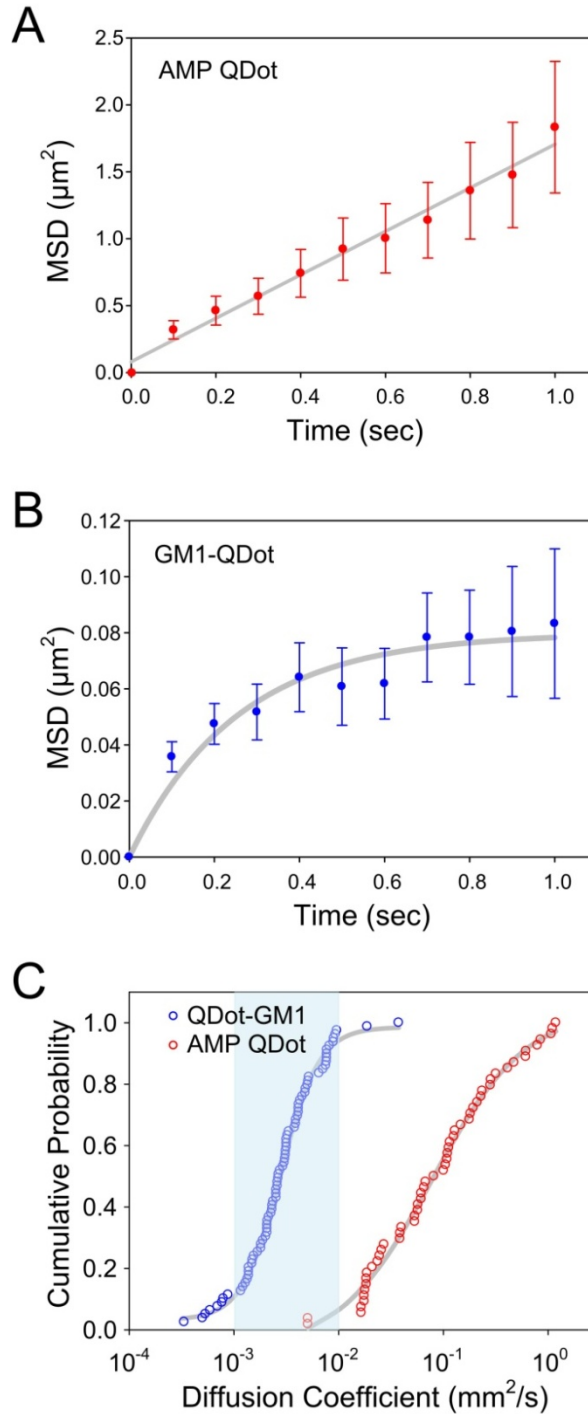 A
2.5
2.0
1.5
1.0
0.5
0.0
MSD (µm²)
AMP QDot
0.0 0.2 0.4 0.6 0.8 1.0
Time (sec)
B
0.12
0.10
0.08
0.06
0.04
0.02
0.00
MSD (µm²)
GM1-QDot
0.0 0.2 0.4 0.6 0.8 1.0
Time (sec)
C
1.0
0.8
0.6
0.4
0.2
0.0
Cumulative Probability
QDot-GM1
AMP QDot
10⁻⁴ 10⁻³ 10⁻² 10⁻¹ 10⁰
Diffusion Coefficient (mm²/s)